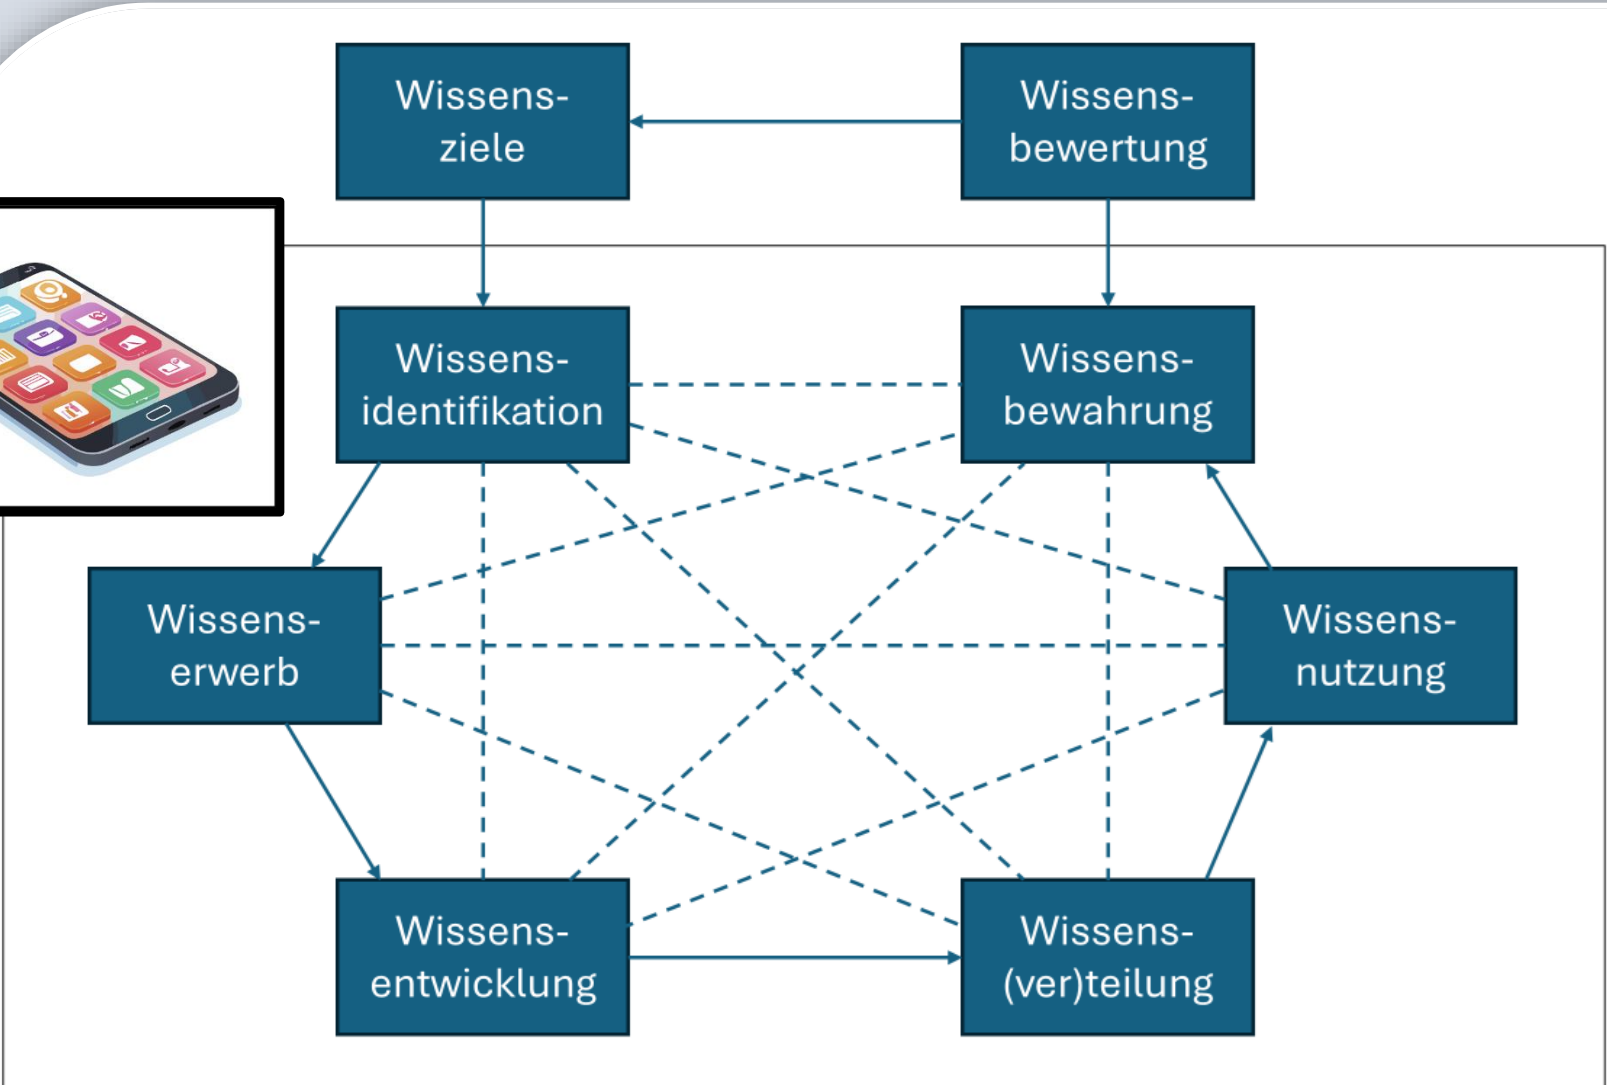 Wissens-
ziele
Wissens-
bewertung
Wissens-
identifikation
Wissens-
bewahrung
Wissens-
erwerb
Wissens-
nutzung
Wissens-
entwicklung
Wissens-
(ver)teilung